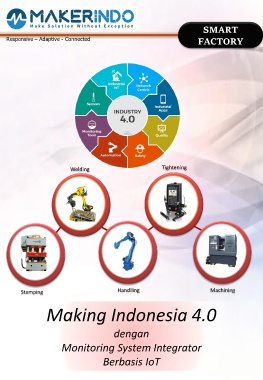 MAKERINDO
Make Solution Without Exception
Responsive – Adaptive - Connected
SMART
FACTORY
Industrial
IoT
Network
Sensors
Industrial
Apps
Monitoring
Quality
Automation
Safety
INDUSTRY
4.0
Welding
Tightening
Stamping
Handling
Machining
Making Indonesia 4.0
dengan
Monitoring System Integrator
Berbasis IoT